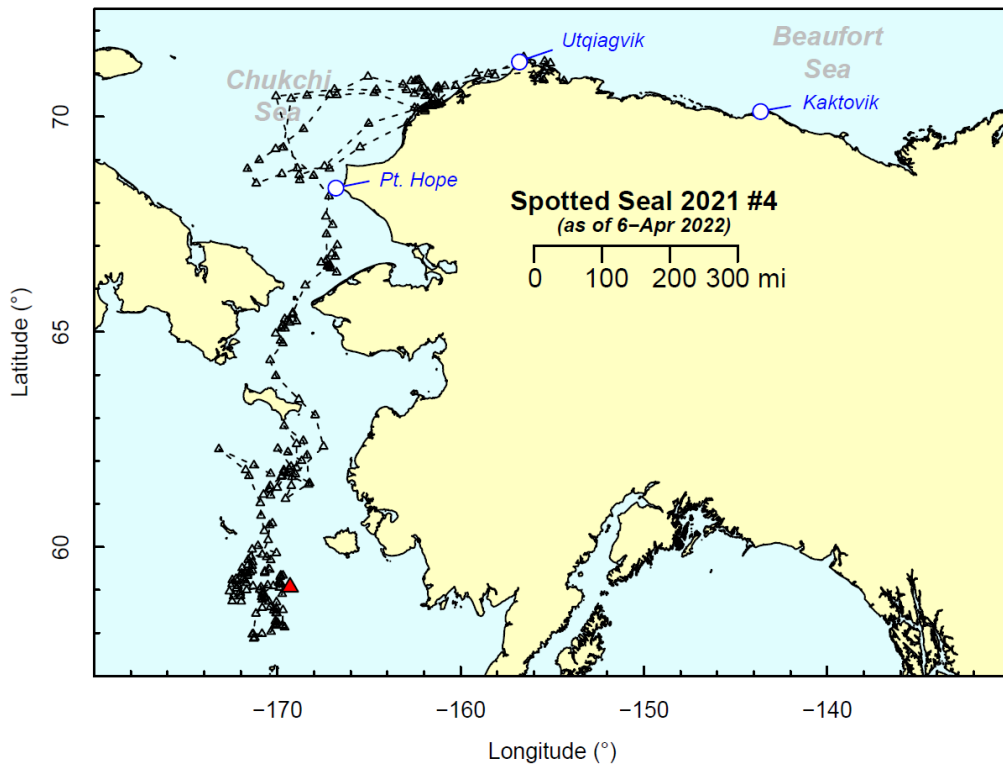 Utqiagvik
Beaufort
Sea
Chukchi
Sea
Kaktovik
Pt. Hope
Spotted Seal 2021 #4
(as of 6−Apr 2022)
0 100 200 300 mi
70
65
60
Latitude (°)
−170 −160 −150 −140
Longitude (°)